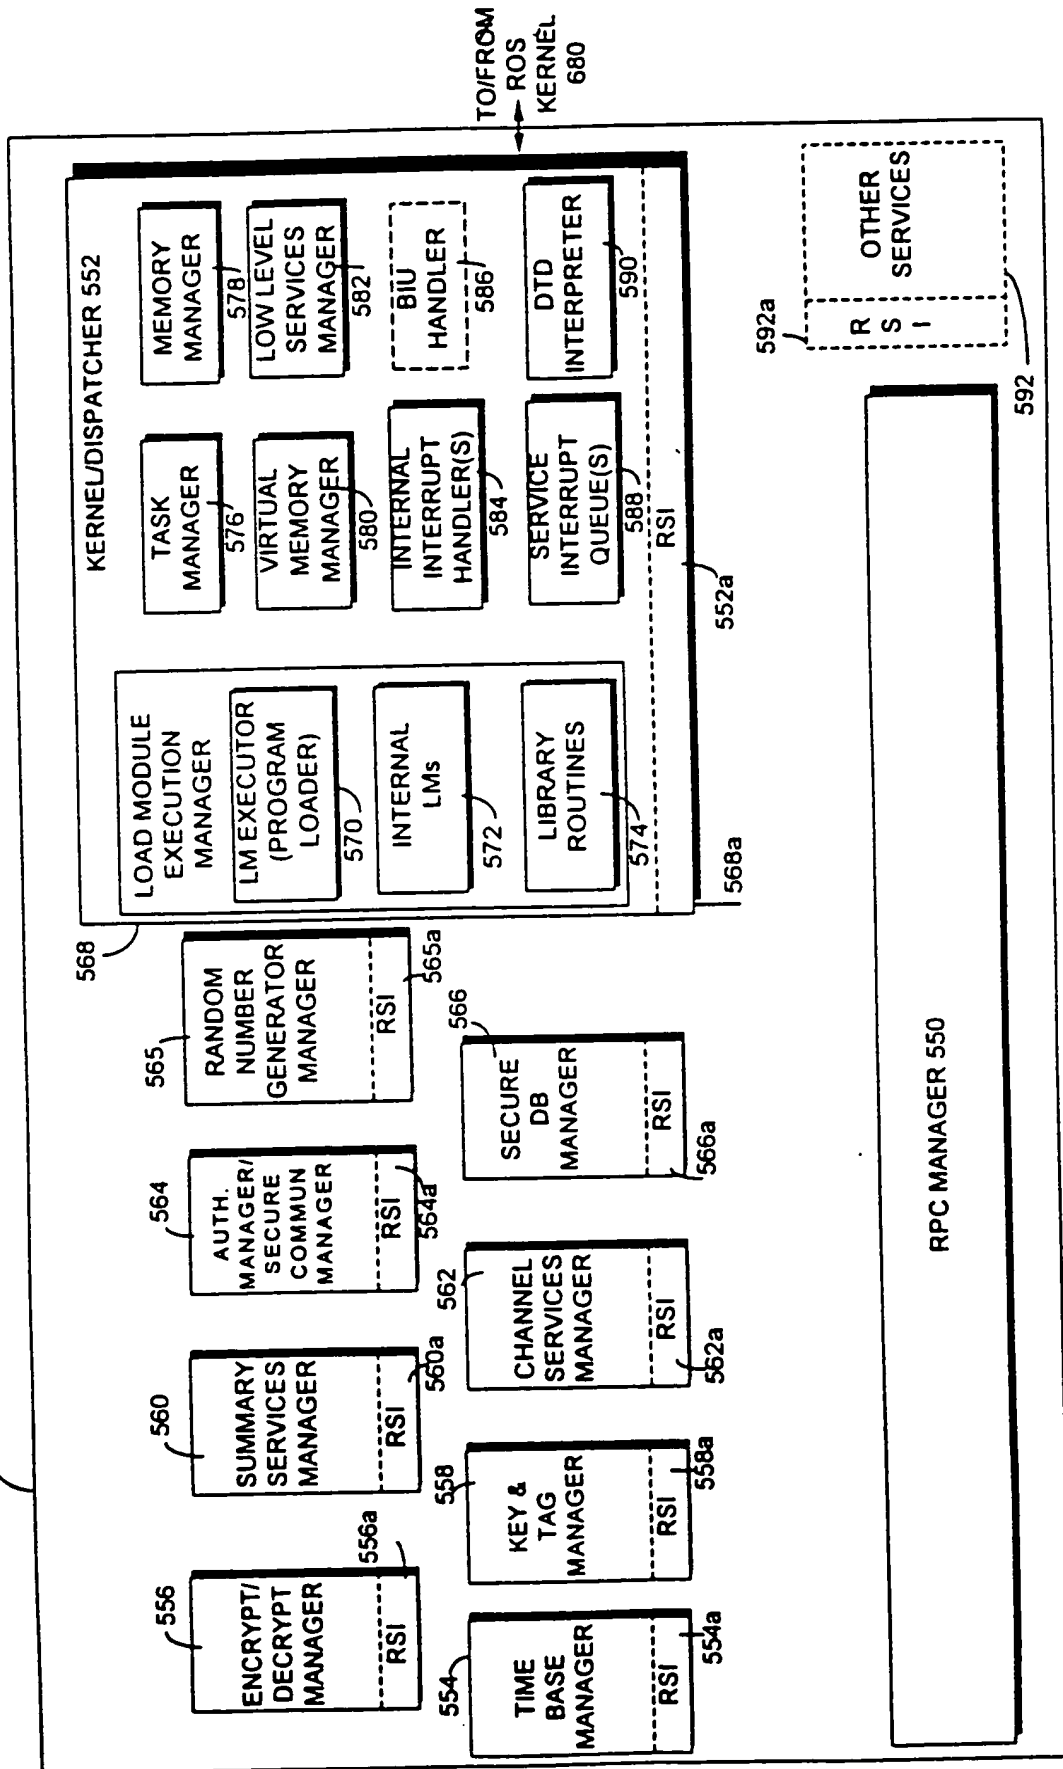 KERNEL/DISPATCHER 552
TO/FROM
ROS
KERNEL
680
568
LOAD MODULE
EXECUTION
MANAGER
LM EXECUTOR
(PROGRAM
LOADER)
570
INTERNAL
LMs
572
LIBRARY
ROUTINES
574
568a
TASK
MANAGER
576
MEMORY
MANAGER
578
VIRTUAL
MEMORY
MANAGER
580
LOW LEVEL
SERVICES
MANAGER
582
INTERNAL
INTERRUPT
HANDLER(S)
584
BIU
HANDLER
586
SERVICE
INTERRUPT
QUEUE(S)
588
DTD
INTERPRETER
590
RSI
552a
556
ENCRYPT/
DECRYPT
MANAGER
RSI
556a
560
SUMMARY
SERVICES
MANAGER
RSI
560a
564
AUTH.
MANAGER/
SECURE
COMMUN
MANAGER
RSI
564a
565
RANDOM
NUMBER
GENERATOR
MANAGER
RSI
565a
554
TIME
BASE
MANAGER
RSI
554a
558
KEY &
TAG
MANAGER
RSI
558a
562
CHANNEL
SERVICES
MANAGER
RSI
562a
566
SECURE
DB
MANAGER
RSI
566a
592a
R
S
I
OTHER
SERVICES
592
RPC MANAGER 550